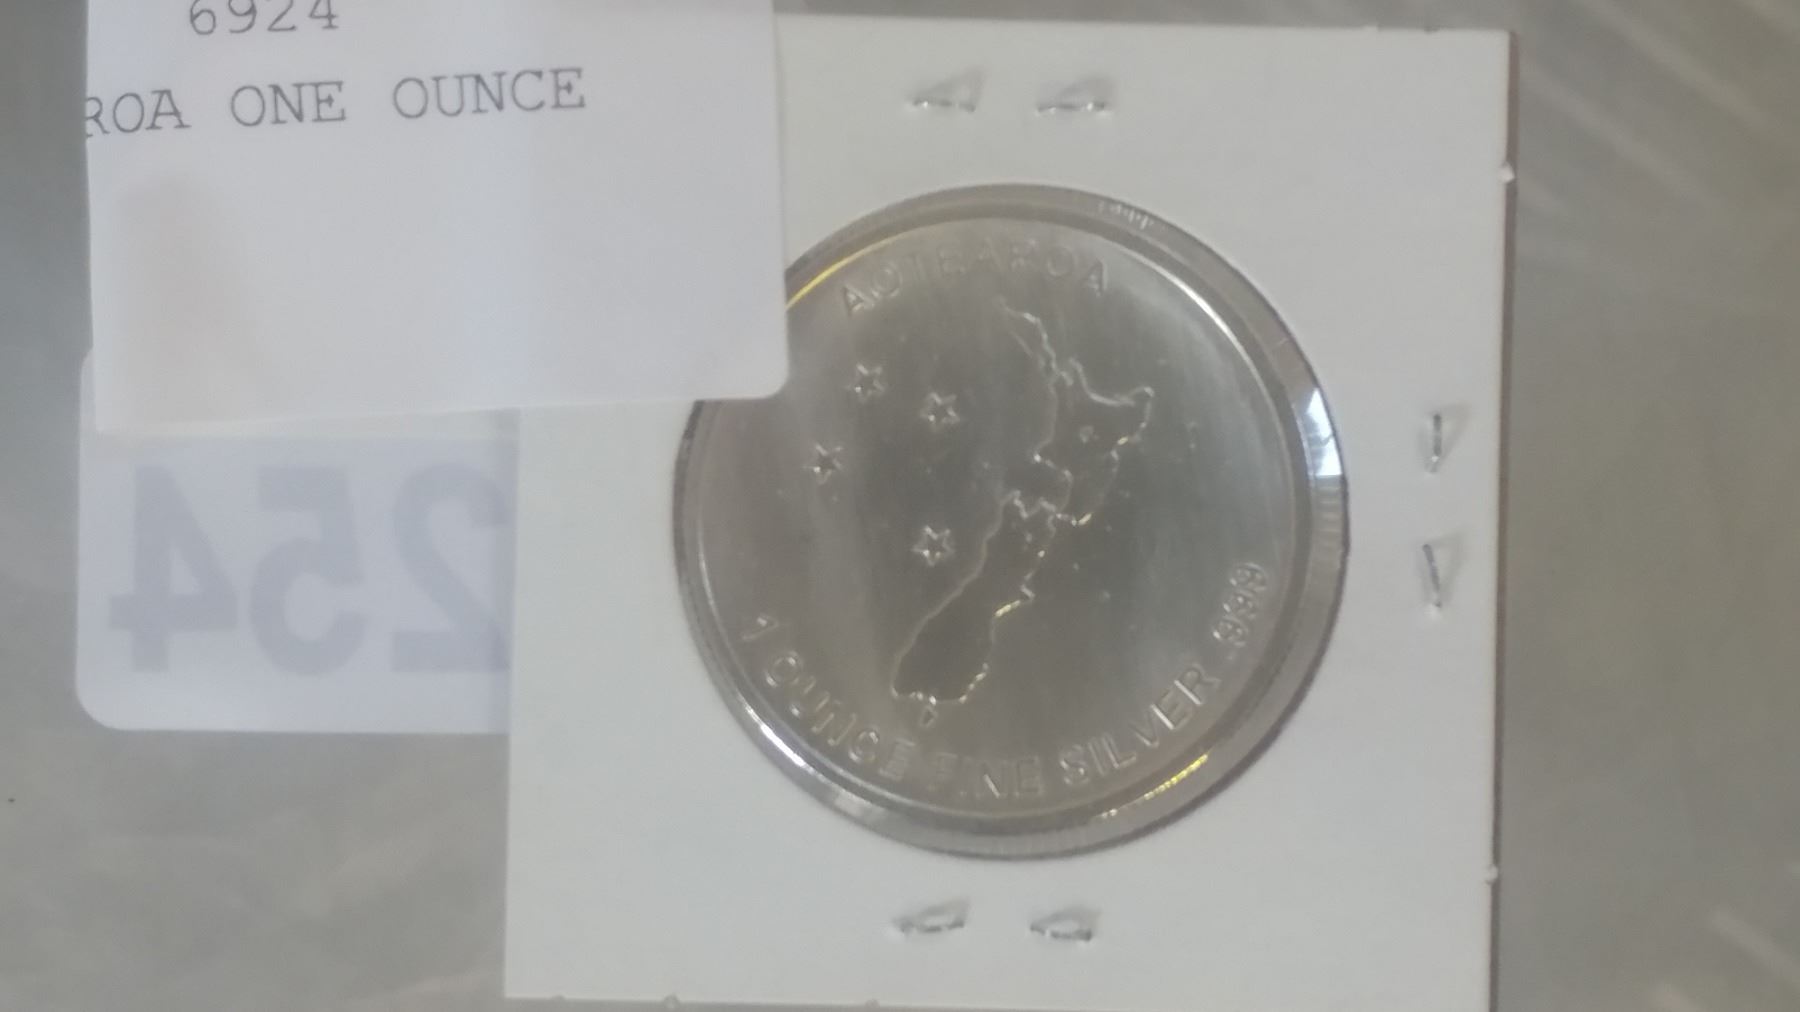 6924
ROA ONE OUNCE
AOTEAROA
254
1 OUNCE FINE SILVER .999